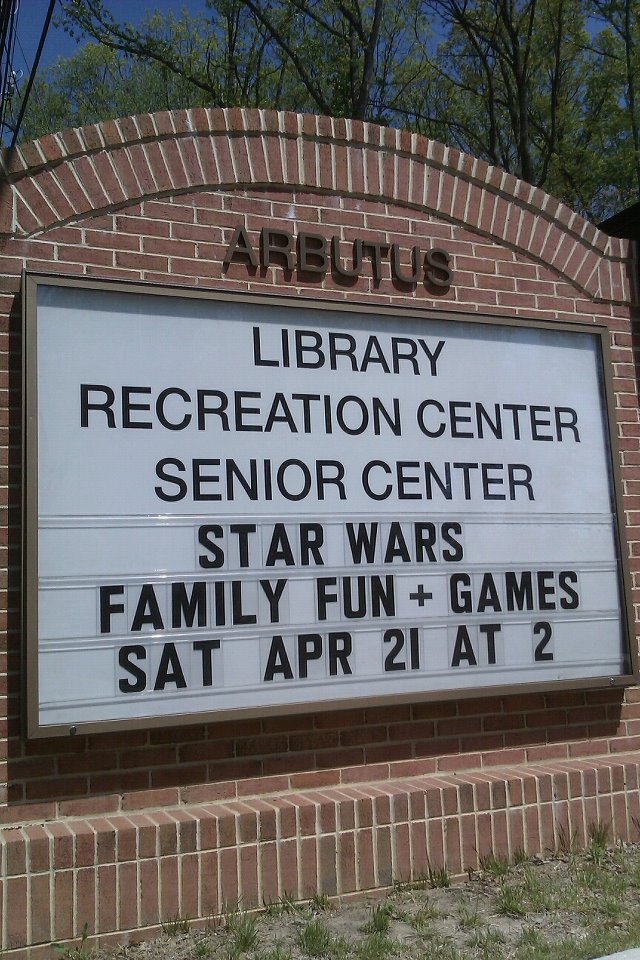 ARBUTUS
LIBRARY
RECREATION CENTER
SENIOR CENTER
STAR WARS
FAMILY FUN + GAMES
SAT APR 21 AT 2